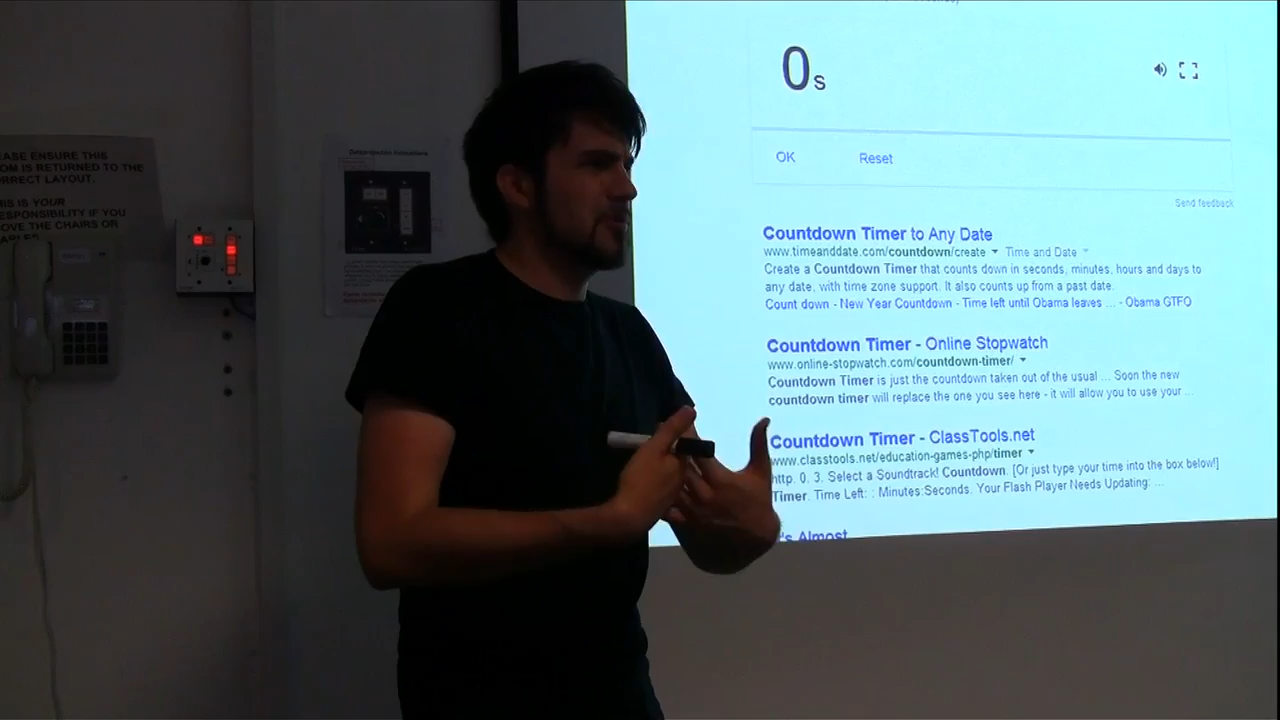 EASE ENSURE THIS
OM IS RETURNED TO THE
ORRECT LAYOUT.
HIS IS YOUR
ESPONSIBILITY IF YOU
OVE THE CHAIRS OR
0s
OK Reset
Send feedback
Countdown Timer to Any Date
www.timeanddate.com/countdown/create Time and Date
Create a Countdown Timer that counts down in seconds, minutes, hours and days to
any date, with time zone support. It also counts up from a past date.
Count down - New Year Countdown - Time left until Obama leaves ... - Obama GTFO
Countdown Timer - Online Stopwatch
www.online-stopwatch.com/countdown-timer/
Countdown Timer is just the countdown taken out of the usual ... Soon the new
countdown timer will replace the one you see here - it will allow you to use your ...
Countdown Timer - ClassTools.net
www.classtools.net/education-games-php/timer
http. 0. 3. Select a Soundtrack! Countdown. [Or just type your time into the box below!]
Timer. Time Left: : Minutes:Seconds. Your Flash Player Needs Updating: ...
's Almost